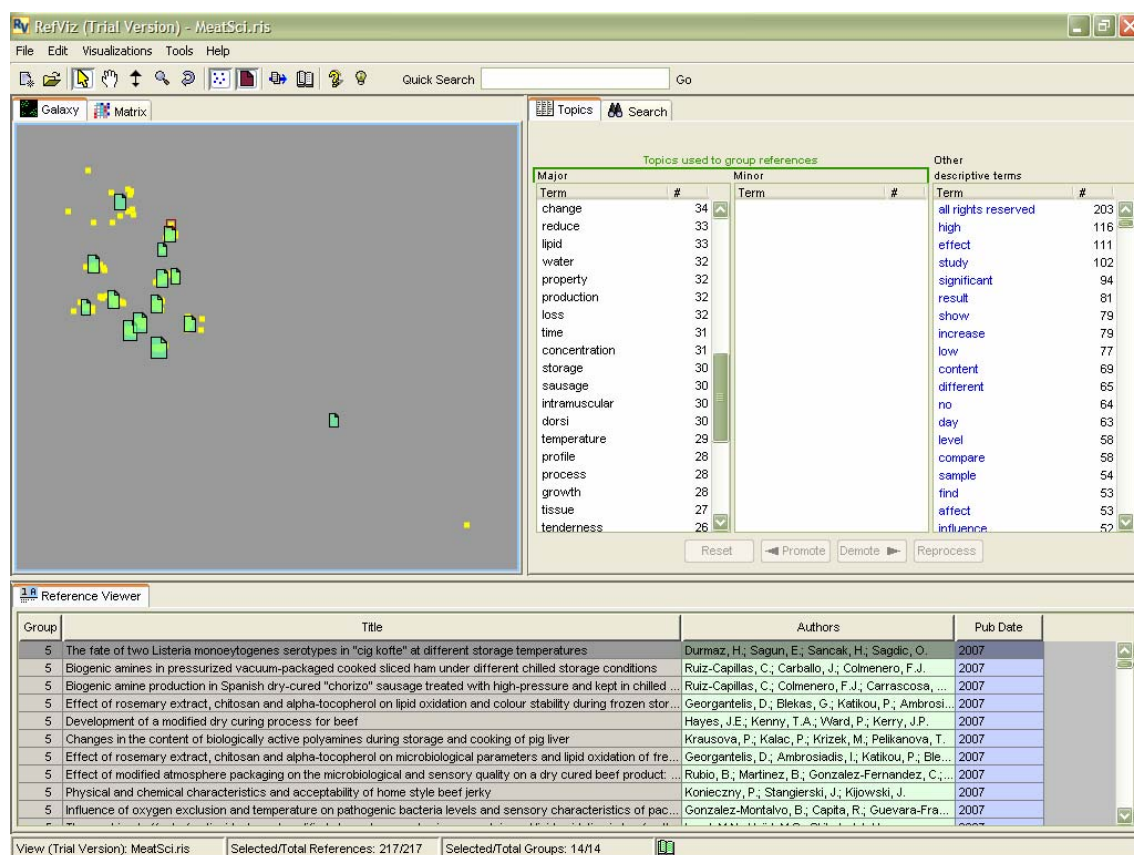 RV RefViz (Trial Version) - MeatSci.ris
File Edit Visualizations Tools Help
Quick Search Go
Galaxy Matrix
Topics Search
Topics used to group references Other
Major Minor descriptive terms
Term # Term # Term #
change 34 all rights reserved 203
reduce 33 high 116
lipid 33 effect 111
water 32 study 102
property 32 significant 94
production 32 result 81
loss 32 show 79
time 31 increase 79
concentration 31 low 77
storage 30 content 69
sausage 30 different 65
intramuscular 30 no 64
dorsi 30 day 63
temperature 29 level 58
profile 28 compare 58
process 28 sample 54
growth 28 find 53
tissue 27 affect 53
tenderness 26 influence 52
Reset Promote Demote Reprocess
Reference Viewer
Group Title Authors Pub Date
5 The fate of two Listeria monoeytogenes serotypes in "cig kofte" at different storage temperatures Durmaz, H.; Sagun, E.; Sancak, H.; Sagdic, O. 2007
5 Biogenic amines in pressurized vacuum-packaged cooked sliced ham under different chilled storage conditions Ruiz-Capillas, C.; Carballo, J.; Colmenero, F.J. 2007
5 Biogenic amine production in Spanish dry-cured "chorizo" sausage treated with high-pressure and kept in chilled ... Ruiz-Capillas, C.; Colmenero, F.J.; Carrascosa, ... 2007
5 Effect of rosemary extract, chitosan and alpha-tocopherol on lipid oxidation and colour stability during frozen stor... Georgantelis, D.; Blekas, G.; Katikou, P.; Ambrosi... 2007
5 Development of a modified dry curing process for beef Hayes, J.E.; Kenny, T.A.; Ward, P.; Kerry, J.P. 2007
5 Changes in the content of biologically active polyamines during storage and cooking of pig liver Krausova, P.; Kalac, P.; Krizek, M.; Pelikanova, T. 2007
5 Effect of rosemary extract, chitosan and alpha-tocopherol on microbiological parameters and lipid oxidation of fre... Georgantelis, D.; Ambrosiadis, I.; Katikou, P.; Ble... 2007
5 Effect of modified atmosphere packaging on the microbiological and sensory quality on a dry cured beef product: ... Rubio, B.; Martinez, B.; Gonzalez-Fernandez, C.; ... 2007
5 Physical and chemical characteristics and acceptability of home style beef jerky Konieczny, P.; Stangierski, J.; Kijowski, J. 2007
5 Influence of oxygen exclusion and temperature on pathogenic bacteria levels and sensory characteristics of pac... Gonzalez-Montalvo, B.; Capita, R.; Guevara-Fra... 2007
View (Trial Version): MeatSci.ris Selected/Total References: 217/217 Selected/Total Groups: 14/14